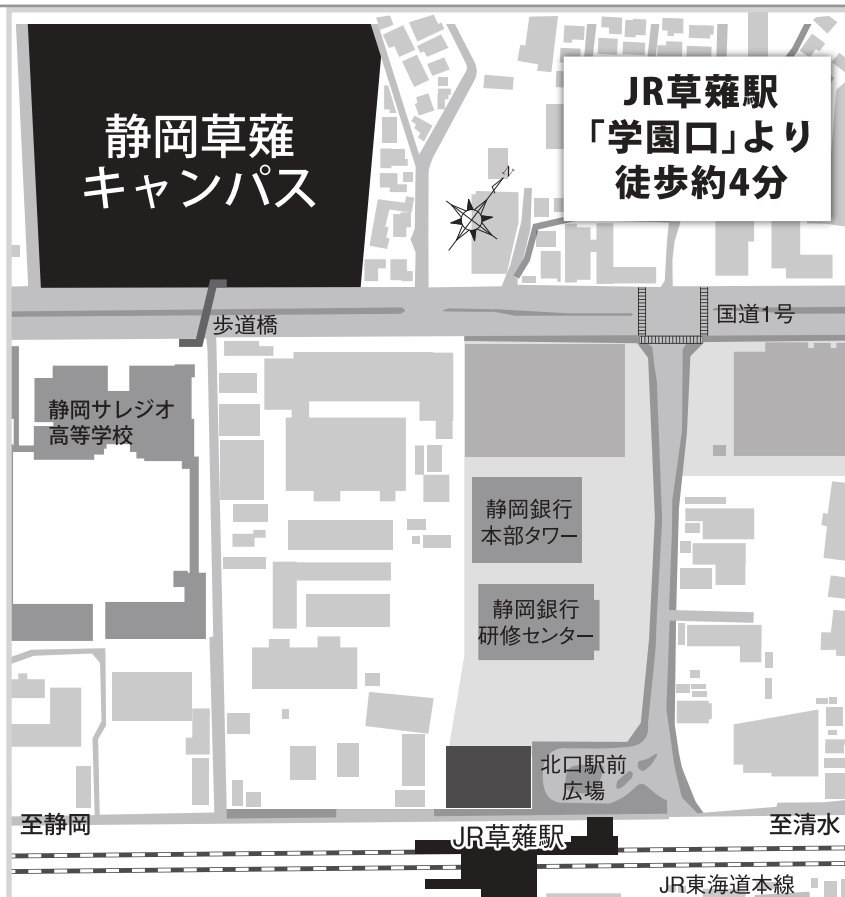 静岡草薙
キャンパス
JR草薙駅
「学園口」より
徒歩約4分
N
歩道橋
国道1号
静岡サレジオ
高等学校
静岡銀行
本部タワー
静岡銀行
研修センター
北口駅前
広場
至静岡
JR草薙駅
至清水
JR東海道本線